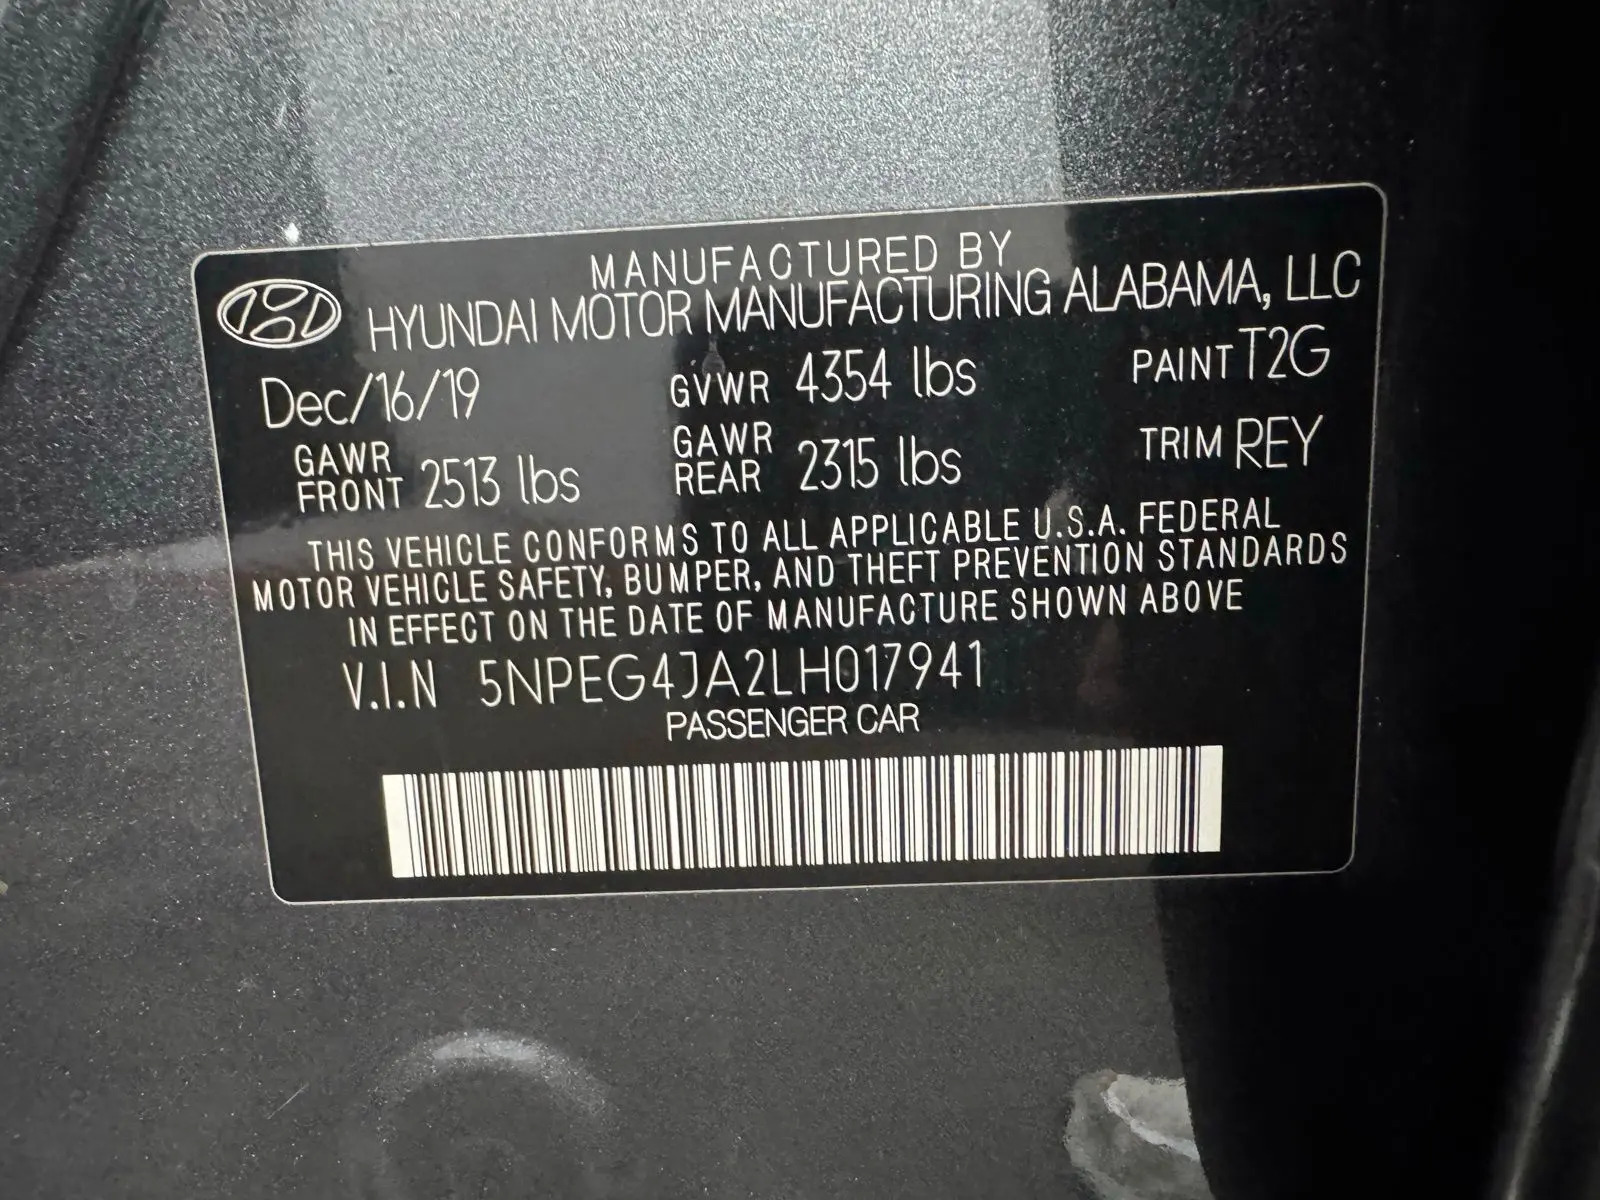 MANUFACTURED BY
HYUNDAI MOTOR MANUFACTURING ALABAMA, LLC
Dec/16/19 GVWR 4354 lbs PAINT T2G
GAWR FRONT 2513 lbs GAWR REAR 2315 lbs TRIM REY
THIS VEHICLE CONFORMS TO ALL APPLICABLE U.S.A. FEDERAL
MOTOR VEHICLE SAFETY, BUMPER, AND THEFT PREVENTION STANDARDS
IN EFFECT ON THE DATE OF MANUFACTURE SHOWN ABOVE
V.I.N 5NPEG4JA2LH017941
PASSENGER CAR